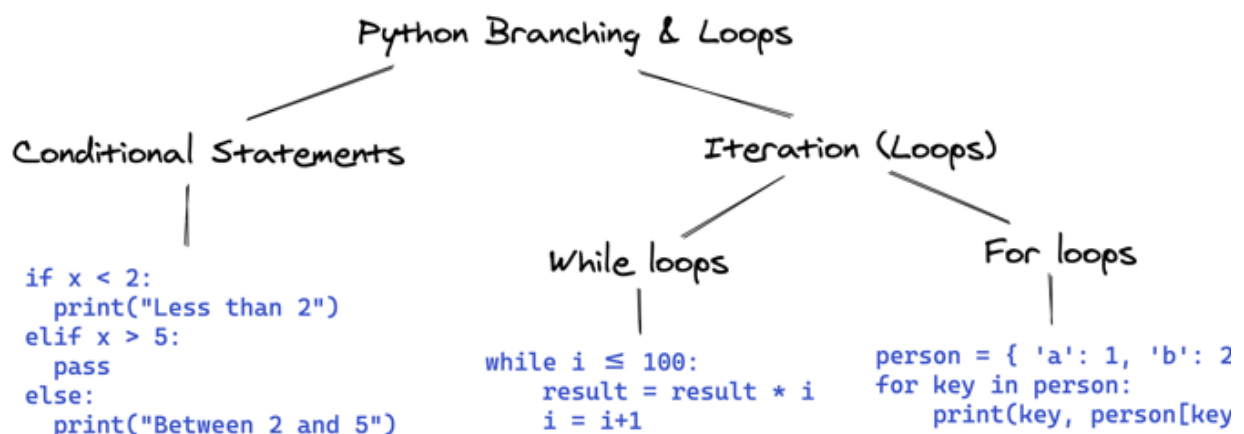 Python Branching & Loops
Conditional Statements
if x < 2:
  print("Less than 2")
elif x > 5:
  pass
else:
  print("Between 2 and 5")
Iteration (Loops)
While loops
while i ≤ 100:
    result = result * i
    i = i+1
For loops
person = { 'a': 1, 'b': 2
for key in person:
    print(key, person[key